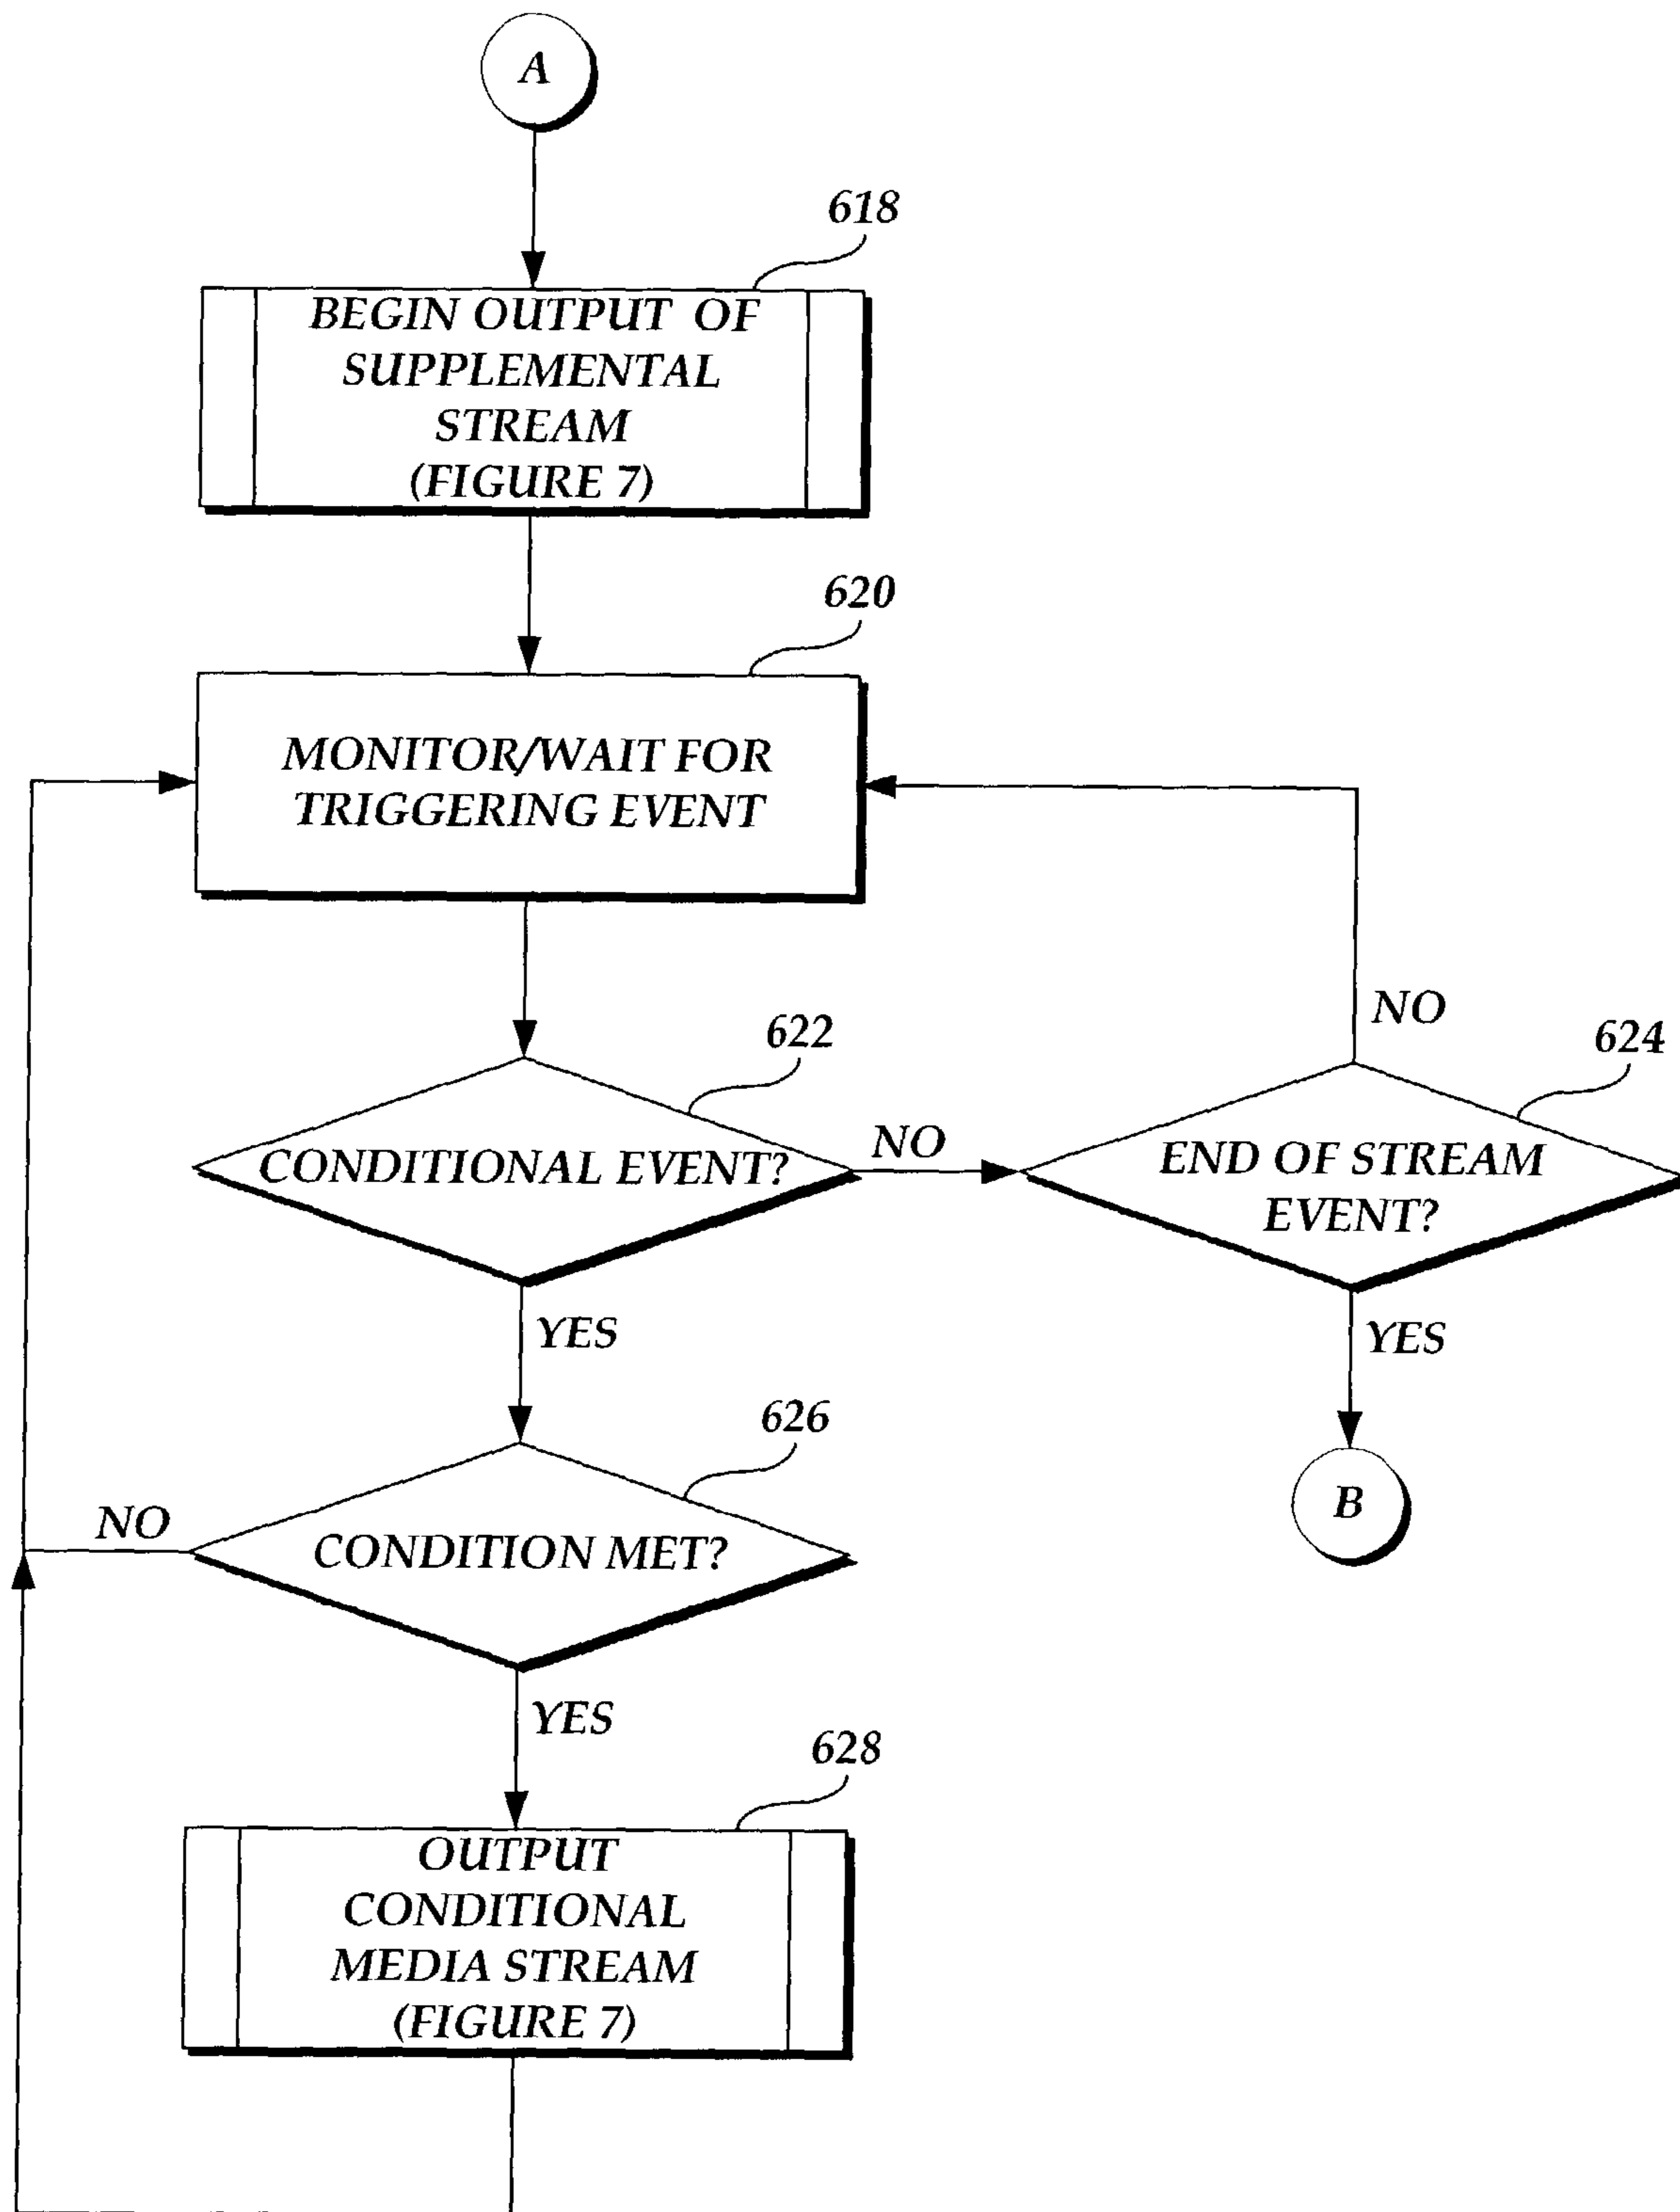 A
618
BEGIN OUTPUT OF
SUPPLEMENTAL
STREAM
(FIGURE 7)
620
MONITOR/WAIT FOR
TRIGGERING EVENT
622
CONDITIONAL EVENT?
NO
NO
624
END OF STREAM
EVENT?
YES
B
YES
626
CONDITION MET?
NO
YES
628
OUTPUT
CONDITIONAL
MEDIA STREAM
(FIGURE 7)